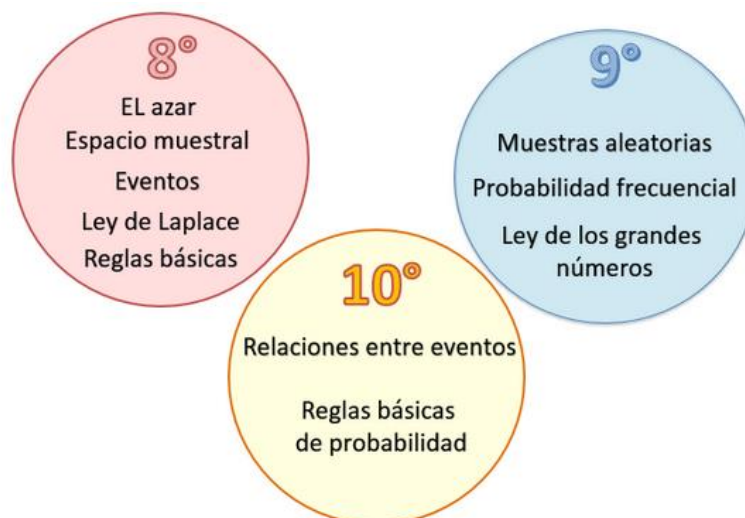 8°
EL azar
Espacio muestral
Eventos
Ley de Laplace
Reglas básicas
9°
Muestras aleatorias
Probabilidad frecuencial
Ley de los grandes
números
10°
Relaciones entre eventos
Reglas básicas
de probabilidad